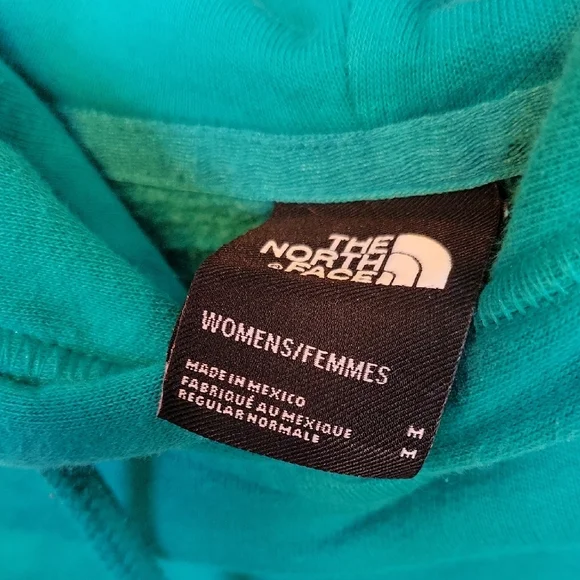 THE
NORTH
FACE
WOMENS/FEMMES
MADE IN MEXICO
FABRIQUÉ AU MEXIQUE
REGULAR NORMALE
M
M